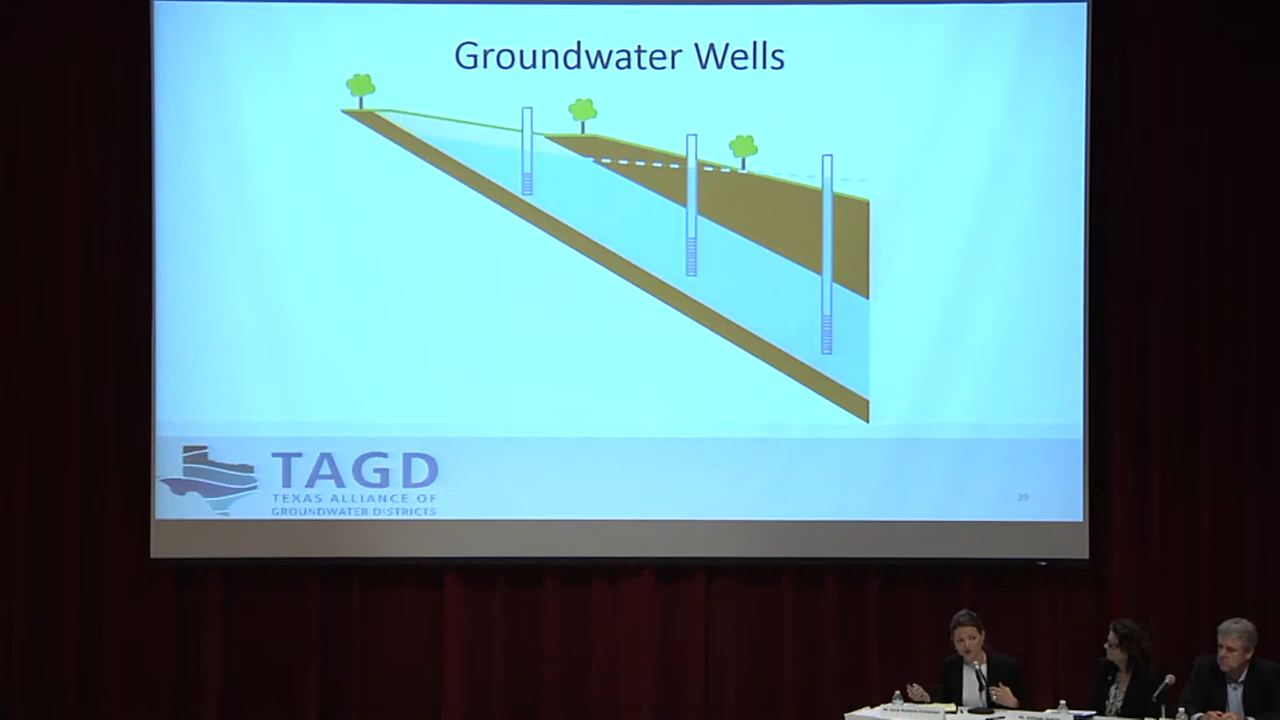 Groundwater Wells
TAGD
TEXAS ALLIANCE OF
GROUNDWATER DISTRICTS
39